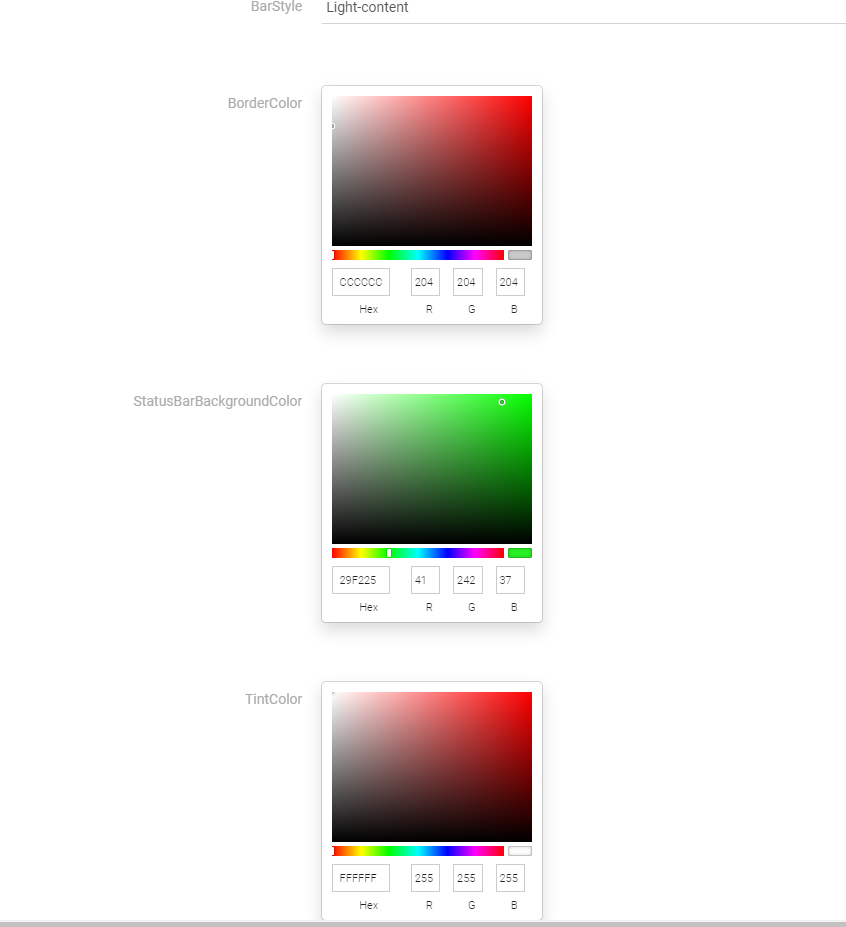 BarStyle Light-content
BorderColor
CCCCCC 204 204 204
Hex R G B
StatusBarBackgroundColor
29F225 41 242 37
Hex R G B
TintColor
FFFFFF 255 255 255
Hex R G B